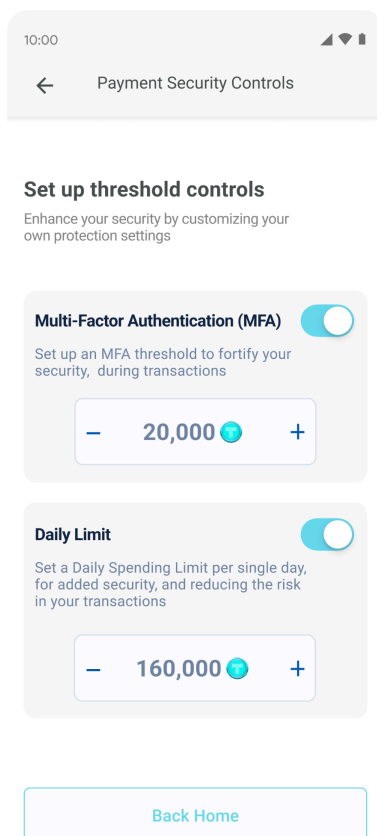 10:00
Payment Security Controls
Set up threshold controls
Enhance your security by customizing your
own protection settings
Multi-Factor Authentication (MFA)
Set up an MFA threshold to fortify your
security, during transactions
− 20,000 +
Daily Limit
Set a Daily Spending Limit per single day,
for added security, and reducing the risk
in your transactions
− 160,000 +
Back Home